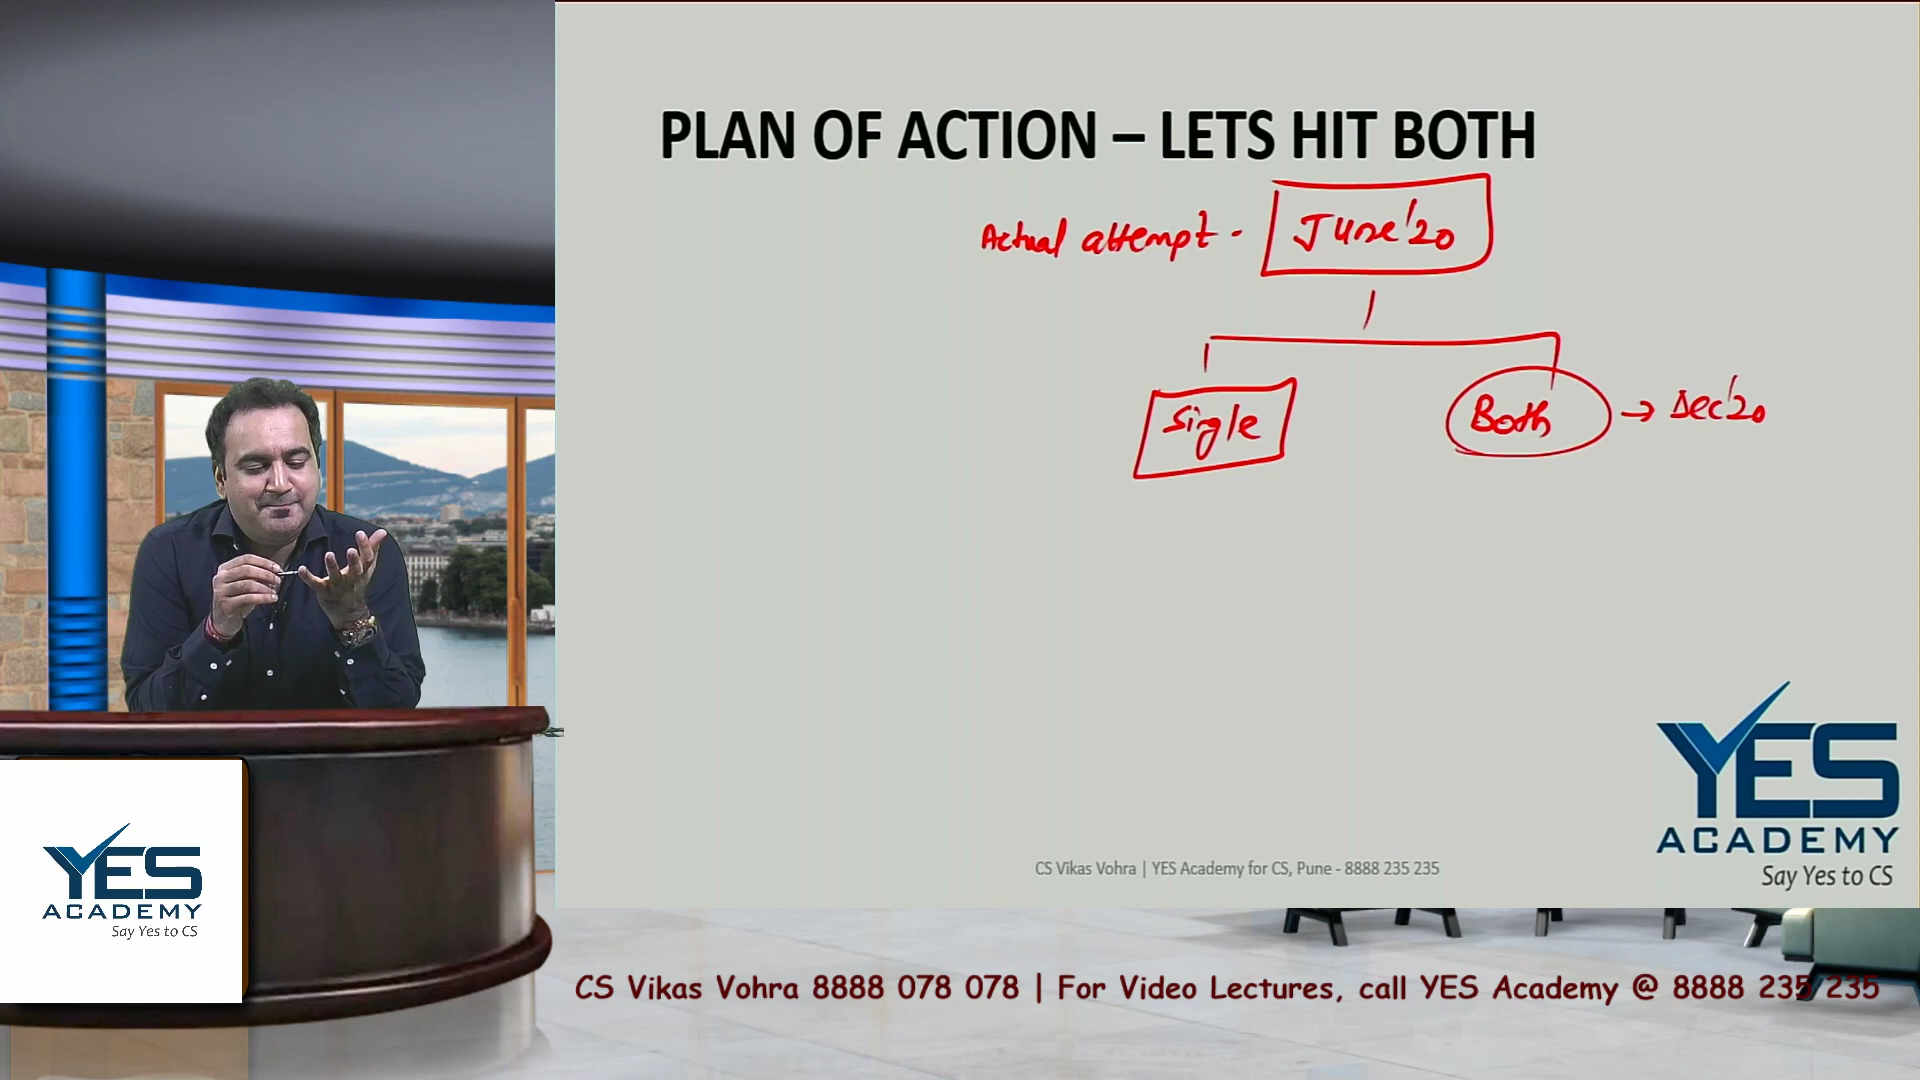 PLAN OF ACTION – LETS HIT BOTH
Actual attempt - June'20
Single
Both → Dec'20
YES
ACADEMY
Say Yes to CS
CS Vikas Vohra | YES Academy for CS, Pune - 8888 235 235
YES
ACADEMY
Say Yes to CS
CS Vikas Vohra 8888 078 078 | For Video Lectures, call YES Academy @ 8888 235 235